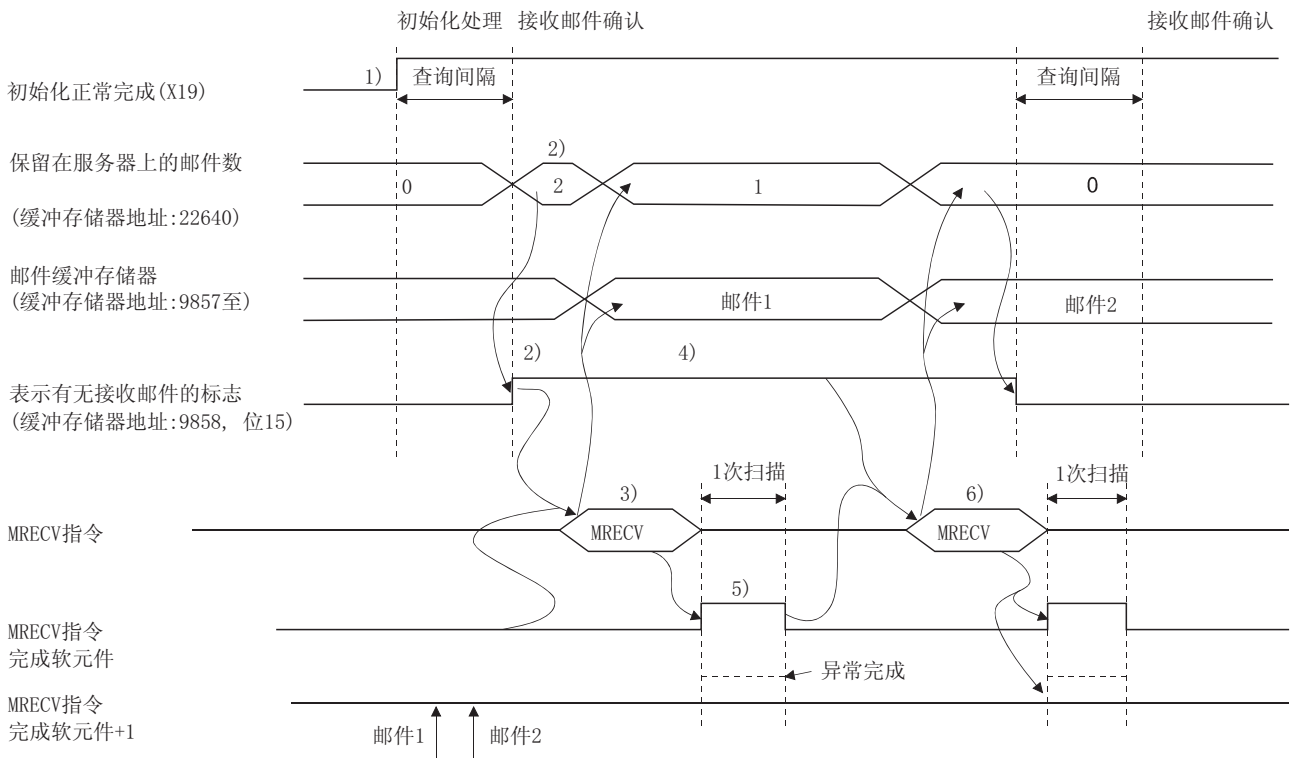 初始化处理 接收邮件确认 接收邮件确认
1) 查询间隔 查询间隔
初始化正常完成(X19)
2)
保留在服务器上的邮件数
0 2 1 0
(缓冲存储器地址:22640)
邮件缓冲存储器
(缓冲存储器地址:9857至)
邮件1 邮件2
2) 4)
表示有无接收邮件的标志
(缓冲存储器地址:9858, 位15)
1次扫描 1次扫描
3) 6)
MRECV指令 MRECV MRECV
5)
MRECV指令
完成软元件
异常完成
MRECV指令
完成软元件+1
邮件1 邮件2